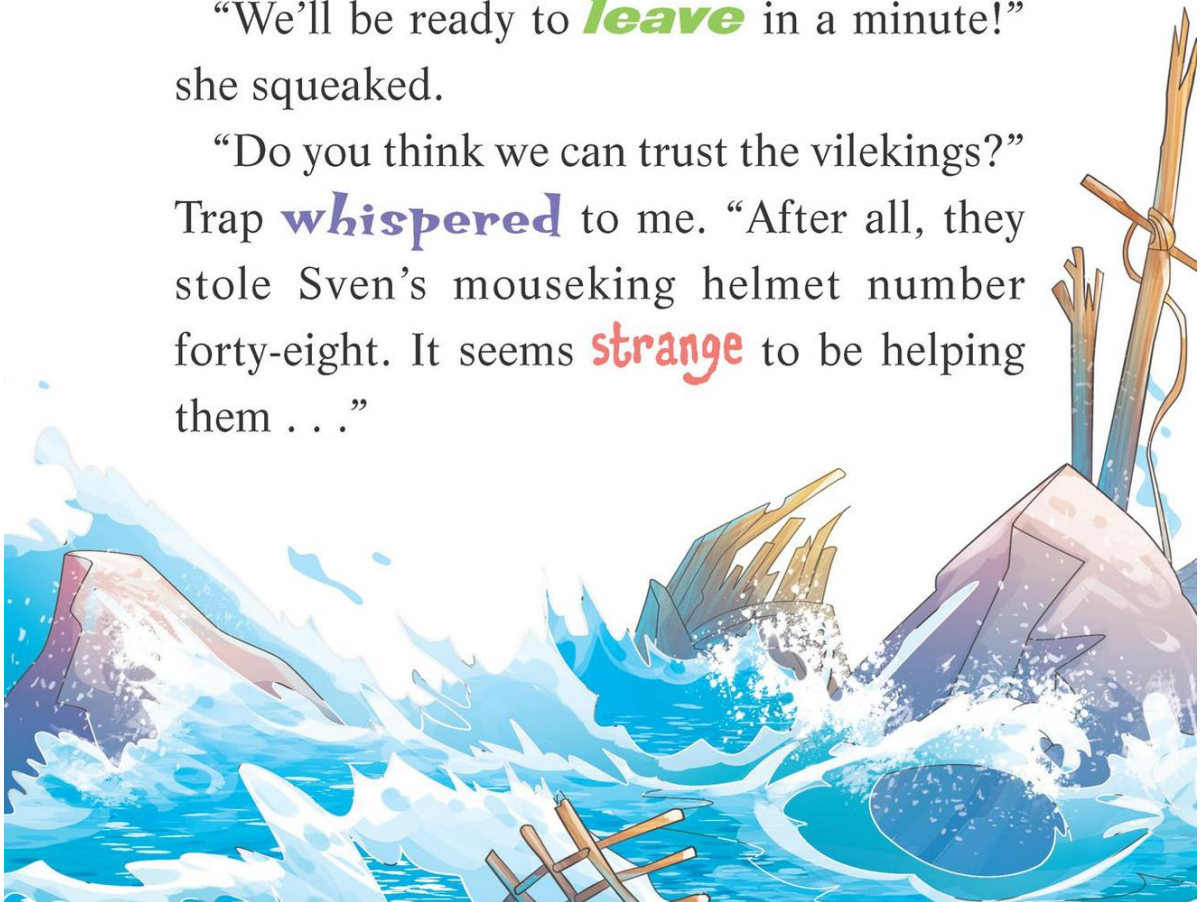 “We’ll be ready to leave in a minute!”
she squeaked.
“Do you think we can trust the vilekings?”
Trap whispered to me. “After all, they
stole Sven’s mouseking helmet number
forty-eight. It seems strange to be helping
them . . .”